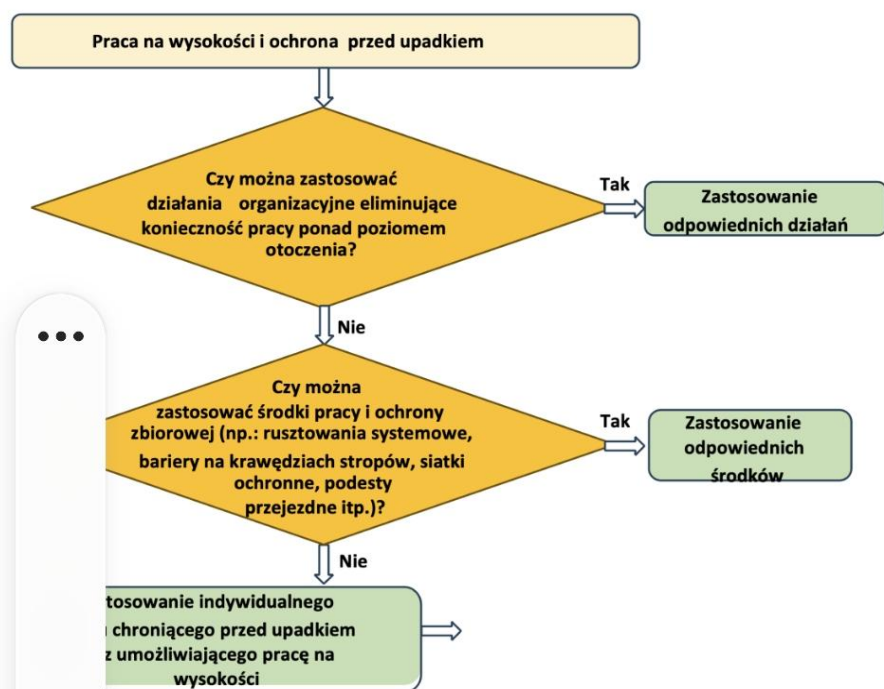 Praca na wysokości i ochrona przed upadkiem
Czy można zastosować
działania organizacyjne eliminujące
konieczność pracy ponad poziomem
otoczenia?
Tak
Zastosowanie
odpowiednich działań
Nie
Czy można
zastosować środki pracy i ochrony
zbiorowej (np.: rusztowania systemowe,
bariery na krawędziach stropów, siatki
ochronne, podesty
przejezdne itp.)?
Tak
Zastosowanie
odpowiednich
środków
Nie
tosowanie indywidualnego
chroniącego przed upadkiem
z umożliwiającego pracę na
wysokości